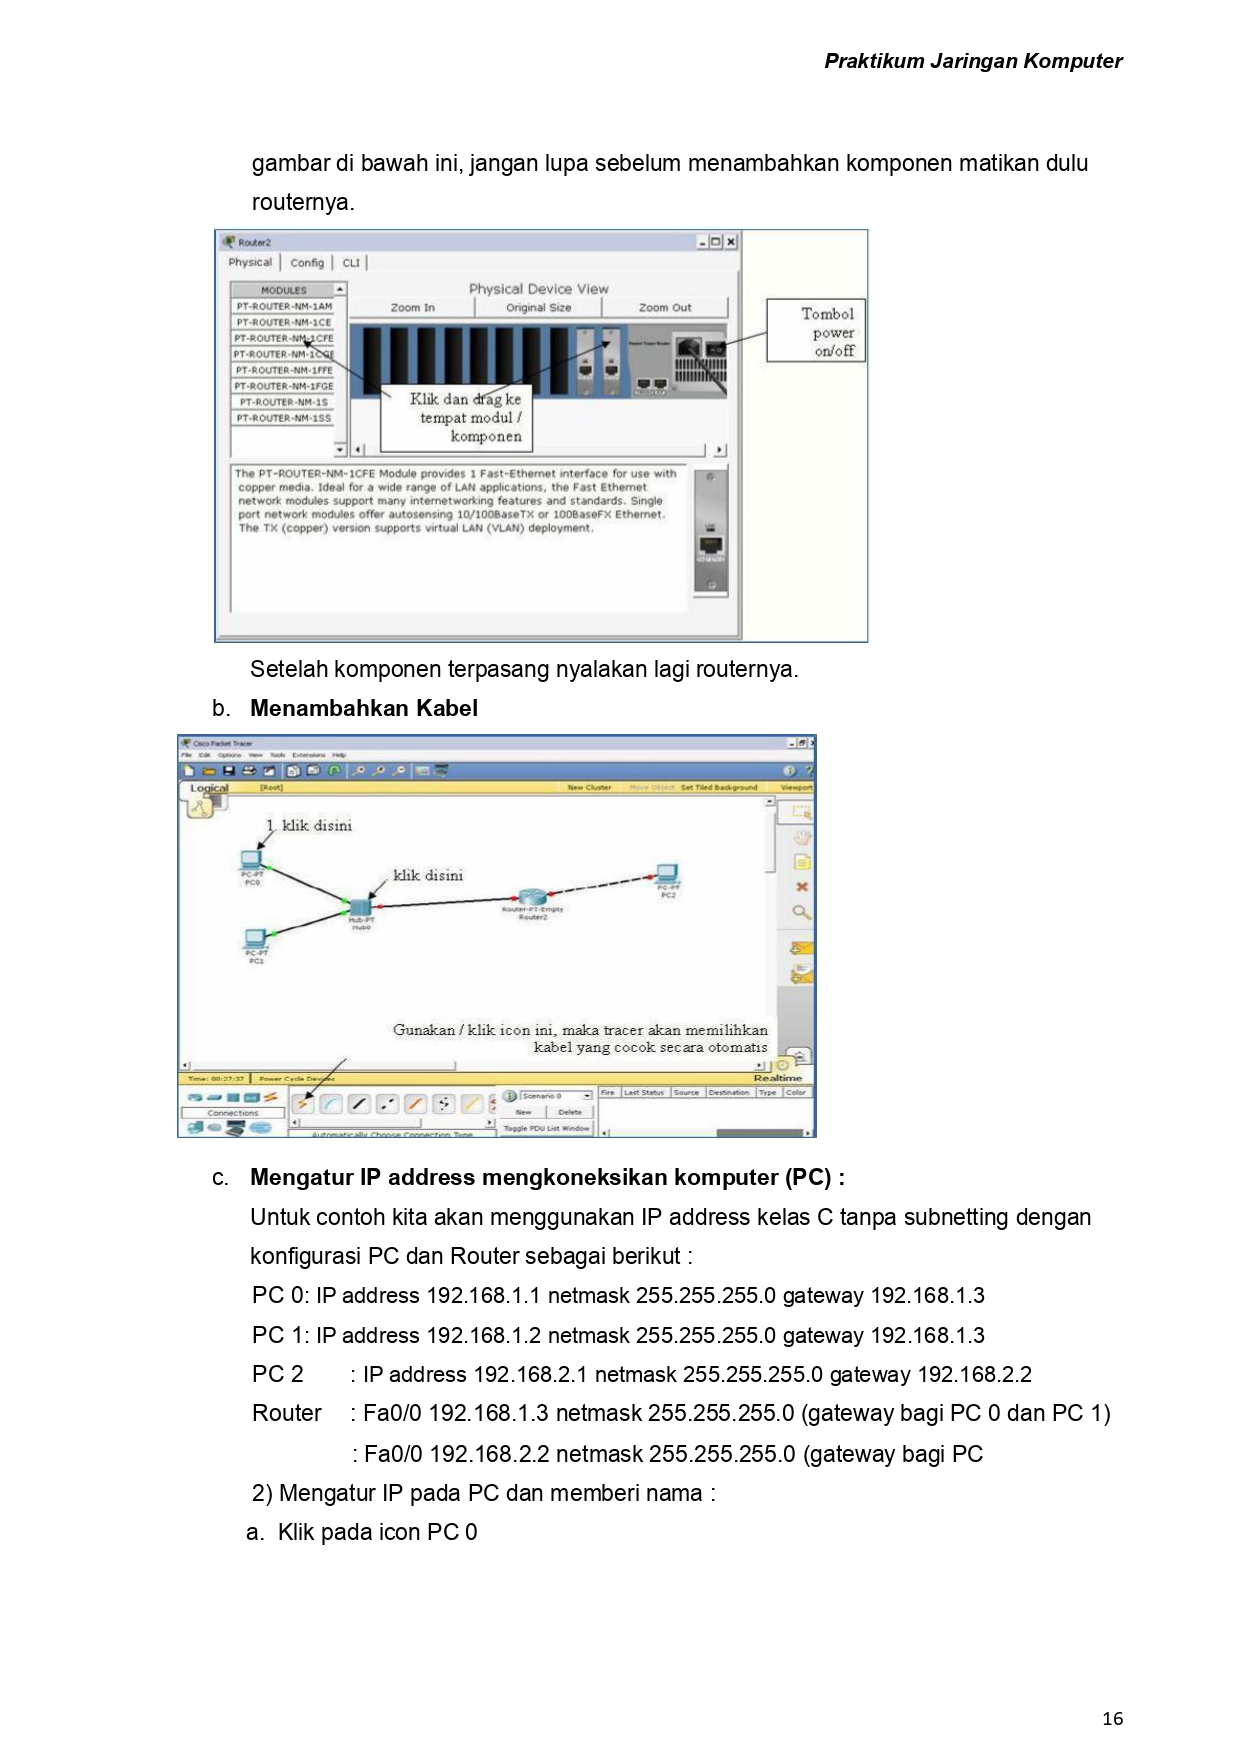 Praktikum Jaringan Komputer
gambar di bawah ini, jangan lupa sebelum menambahkan komponen matikan dulu
routernya.
Router2
Physical Config CLI
MODULES
PT-ROUTER-NM-1AM
PT-ROUTER-NM-1CE
PT-ROUTER-NM-1CFE
PT-ROUTER-NM-1CGE
PT-ROUTER-NM-1FFE
PT-ROUTER-NM-1FGE
PT-ROUTER-NM-1S
PT-ROUTER-NM-1SS
Physical Device View
Zoom In Original Size Zoom Out
Tombol
power
on/off
Klik dan drag ke
tempat modul /
komponen
The PT-ROUTER-NM-1CFE Module provides 1 Fast-Ethernet interface for use with
copper media. Ideal for a wide range of LAN applications, the Fast Ethernet
network modules support many internetworking features and standards. Single
port network modules offer autosensing 10/100BaseTX or 100BaseFX Ethernet.
The TX (copper) version supports virtual LAN (VLAN) deployment.
Setelah komponen terpasang nyalakan lagi routernya.
b. Menambahkan Kabel
Cisco Packet Tracer
File Edit Options View Tools Extensions Help
Logical [Root] New Cluster Move Object Set Tiled Background Viewport
1. klik disini
PC-PT
PC0
klik disini
Hub-PT
Hub0
Router-PT-Empty
Router2
PC-PT
PC2
PC-PT
PC1
Gunakan / klik icon ini, maka tracer akan memilihkan
kabel yang cocok secara otomatis
Time: 00:27:37 Power Cycle Devices Realtime
Scenario 0 Fire Last Status Source Destination Type Color
Connections New Delete
Toggle PDU List Window
Automatically Choose Connection Type
c. Mengatur IP address mengkoneksikan komputer (PC) :
Untuk contoh kita akan menggunakan IP address kelas C tanpa subnetting dengan
konfigurasi PC dan Router sebagai berikut :
PC 0: IP address 192.168.1.1 netmask 255.255.255.0 gateway 192.168.1.3
PC 1: IP address 192.168.1.2 netmask 255.255.255.0 gateway 192.168.1.3
PC 2 : IP address 192.168.2.1 netmask 255.255.255.0 gateway 192.168.2.2
Router : Fa0/0 192.168.1.3 netmask 255.255.255.0 (gateway bagi PC 0 dan PC 1)
: Fa0/0 192.168.2.2 netmask 255.255.255.0 (gateway bagi PC
2) Mengatur IP pada PC dan memberi nama :
a. Klik pada icon PC 0
16